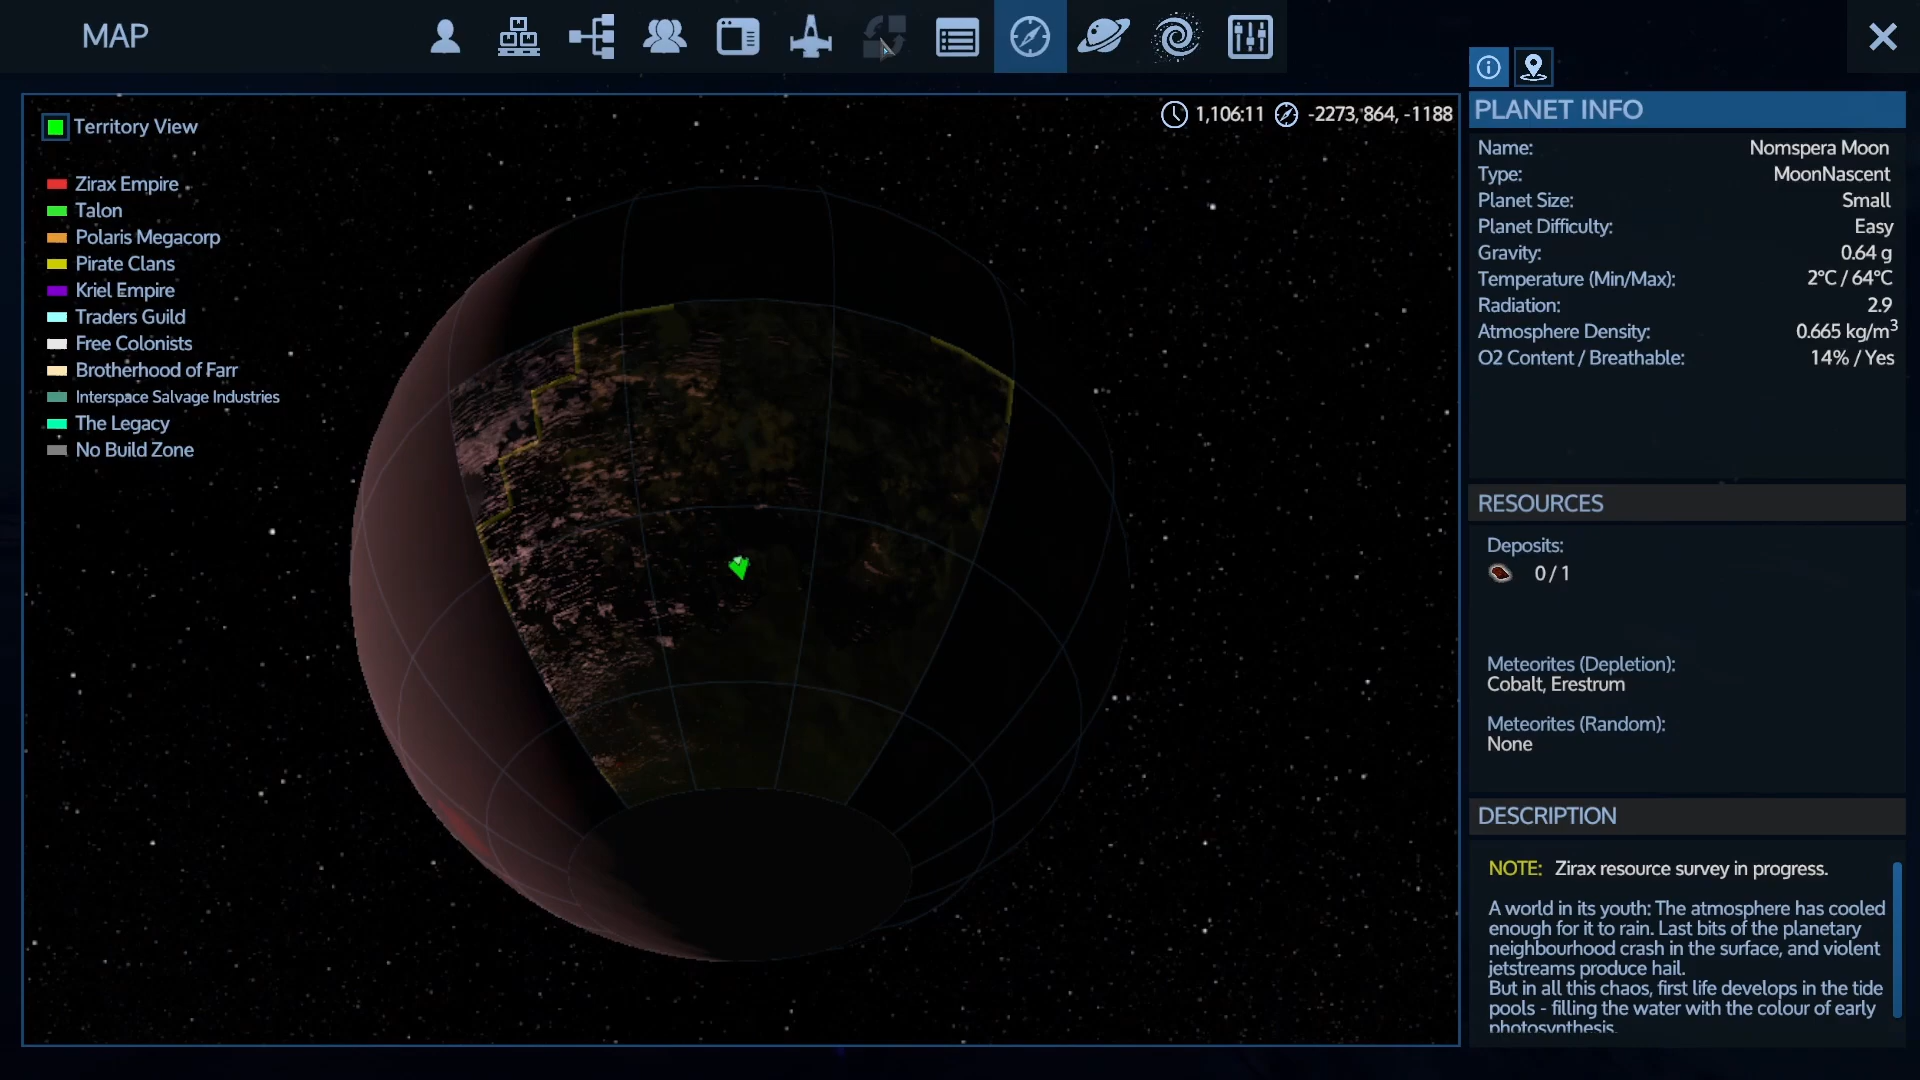 MAP
Territory View
1,106:11 -2273, 864, -1188
Zirax Empire
Talon
Polaris Megacorp
Pirate Clans
Kriel Empire
Traders Guild
Free Colonists
Brotherhood of Farr
Interspace Salvage Industries
The Legacy
No Build Zone
PLANET INFO
Name: Nomspera Moon
Type: MoonNascent
Planet Size: Small
Planet Difficulty: Easy
Gravity: 0.64 g
Temperature (Min/Max): 2°C / 64°C
Radiation: 2.9
Atmosphere Density: 0.665 kg/m³
O2 Content / Breathable: 14% / Yes
RESOURCES
Deposits:
0 / 1
Meteorites (Depletion):
Cobalt, Erestrum
Meteorites (Random):
None
DESCRIPTION
NOTE: Zirax resource survey in progress.
A world in its youth: The atmosphere has cooled
enough for it to rain. Last bits of the planetary
neighbourhood crash in the surface, and violent
jetstreams produce hail.
But in all this chaos, first life develops in the tide
pools - filling the water with the colour of early
photosynthesis.